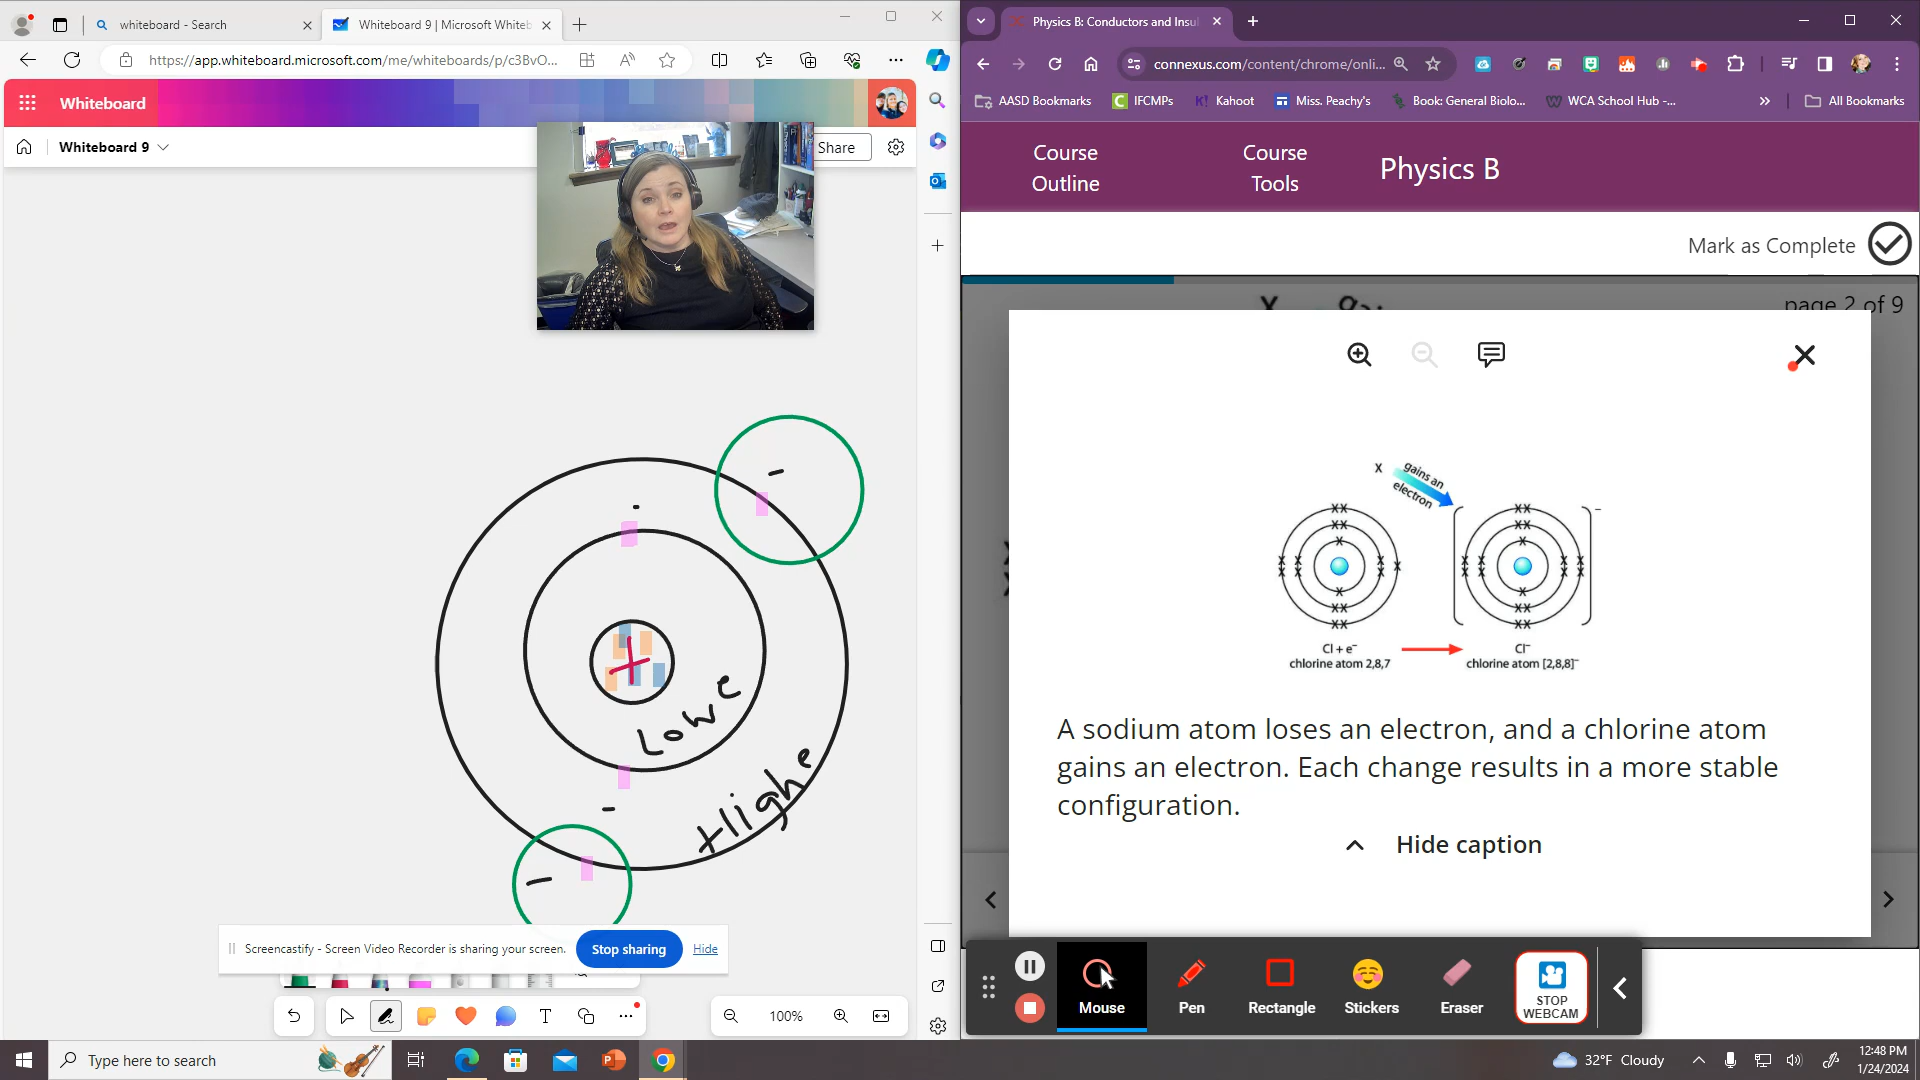 whiteboard - Search
Whiteboard 9 | Microsoft Whiteb
https://app.whiteboard.microsoft.com/me/whiteboards/p/c3BvO...
Whiteboard
Whiteboard 9
Share
-
-
-
Low e
High e
-
Screencastify - Screen Video Recorder is sharing your screen.
Stop sharing
Hide
100%
Physics B: Conductors and Insul
connexus.com/content/chrome/onli...
AASD Bookmarks
IFCMPs
Kahoot
Miss. Peachy's
Book: General Biolo...
WCA School Hub -...
All Bookmarks
Course Outline
Course Tools
Physics B
Mark as Complete
page 2 of 9
X gains an electron
Cl + e⁻
chlorine atom 2,8,7
Cl⁻
chlorine atom [2,8,8]⁻
A sodium atom loses an electron, and a chlorine atom
gains an electron. Each change results in a more stable
configuration.
Hide caption
Mouse
Pen
Rectangle
Stickers
Eraser
STOP
WEBCAM
Type here to search
32°F Cloudy
12:48 PM
1/24/2024